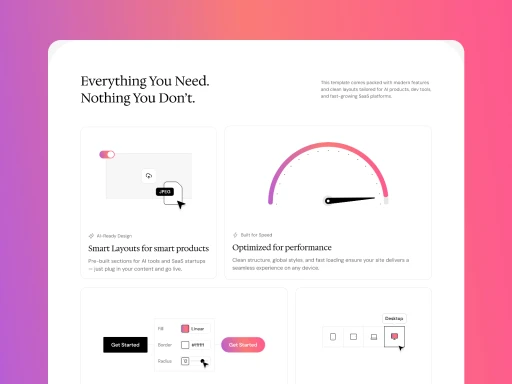 Everything You Need.
Nothing You Don't.
This template comes packed with modern features
and clean layouts tailored for AI products, dev tools,
and fast-growing SaaS platforms.
JPEG
AI-Ready Design
Smart Layouts for smart products
Pre-built sections for AI tools and SaaS startups
— just plug in your content and go live.
Built for Speed
Optimized for performance
Clean structure, global styles, and fast loading ensure your site delivers a
seamless experience on any device.
Get Started
Fill
Linear
Border
#ffffff
Radius
Get Started
Desktop